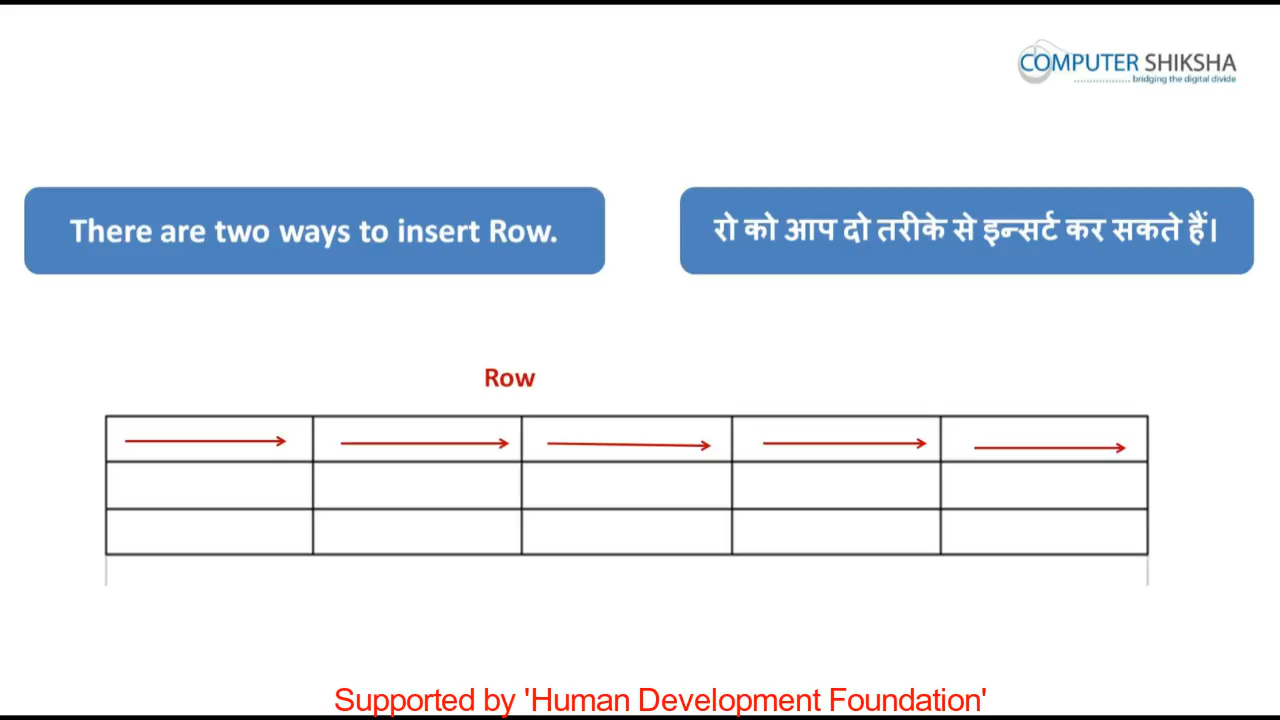 COMPUTER SHIKSHA
bridging the digital divide
There are two ways to insert Row.
रो को आप दो तरीके से इन्सर्ट कर सकते हैं।
Row
Supported by 'Human Development Foundation'